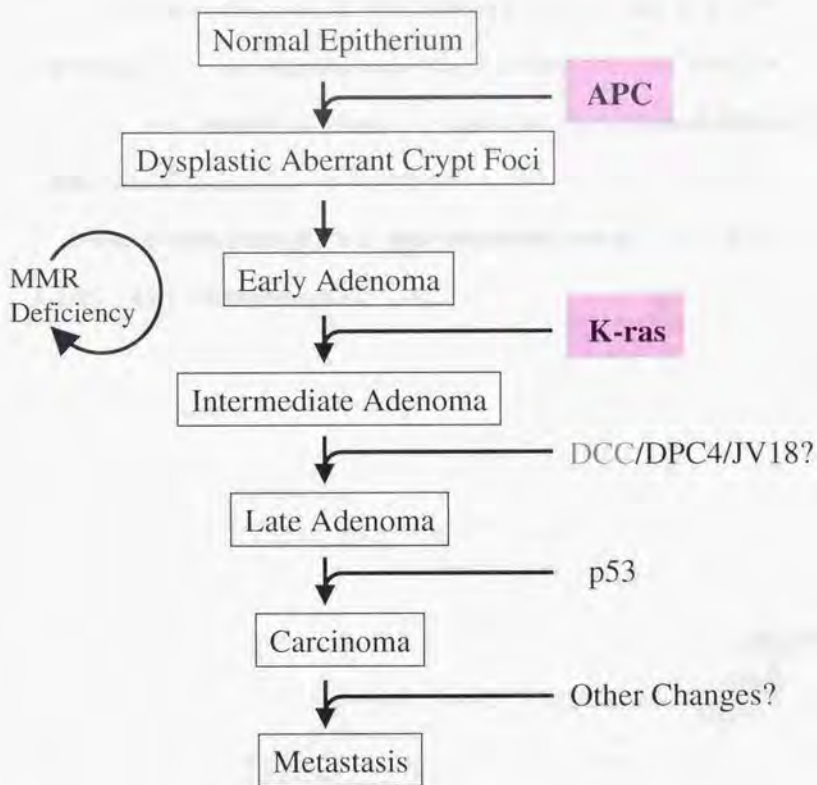 Normal Epitherium
APC
Dysplastic Aberrant Crypt Foci
Early Adenoma
MMR
Deficiency
K-ras
Intermediate Adenoma
DCC/DPC4/JV18?
Late Adenoma
p53
Carcinoma
Other Changes?
Metastasis